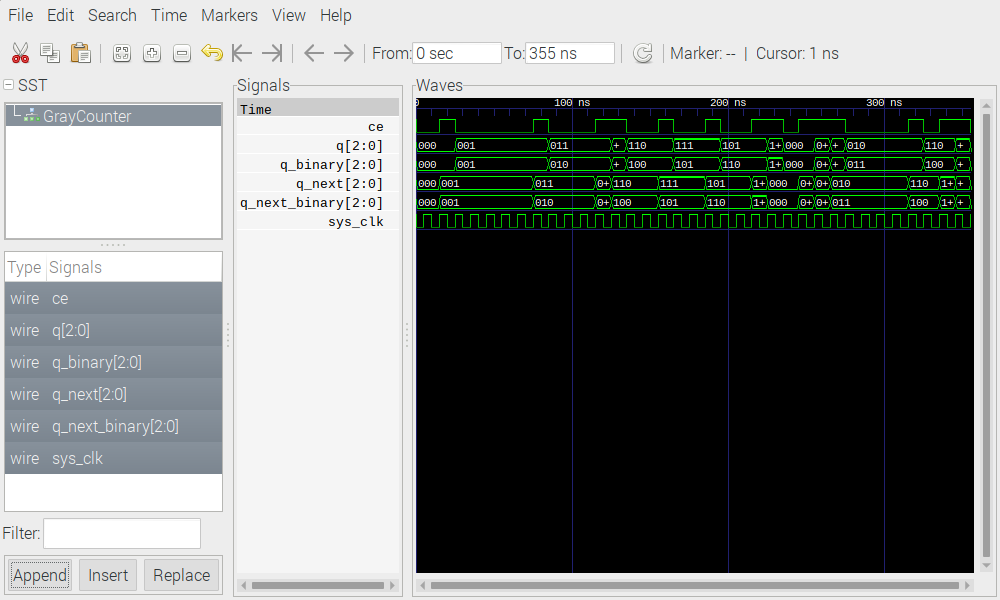 File Edit Search Time Markers View Help
From: 0 sec To: 355 ns Marker: -- | Cursor: 1 ns
SST
GrayCounter
Type Signals
wire ce
wire q[2:0]
wire q_binary[2:0]
wire q_next[2:0]
wire q_next_binary[2:0]
wire sys_clk
Filter:
Append Insert Replace
Signals
Time
ce
q[2:0]
q_binary[2:0]
q_next[2:0]
q_next_binary[2:0]
sys_clk
Waves
0 100 ns 200 ns 300 ns
000 001 011 + 110 111 101 1+ 000 0+ + 010 110 +
000 001 010 + 100 101 110 1+ 000 0+ + 011 100 +
000 001 011 0+ 110 111 101 1+ 000 0+ 0+ 010 110 1+ +
000 001 010 0+ 100 101 110 1+ 000 0+ 0+ 011 100 1+ +